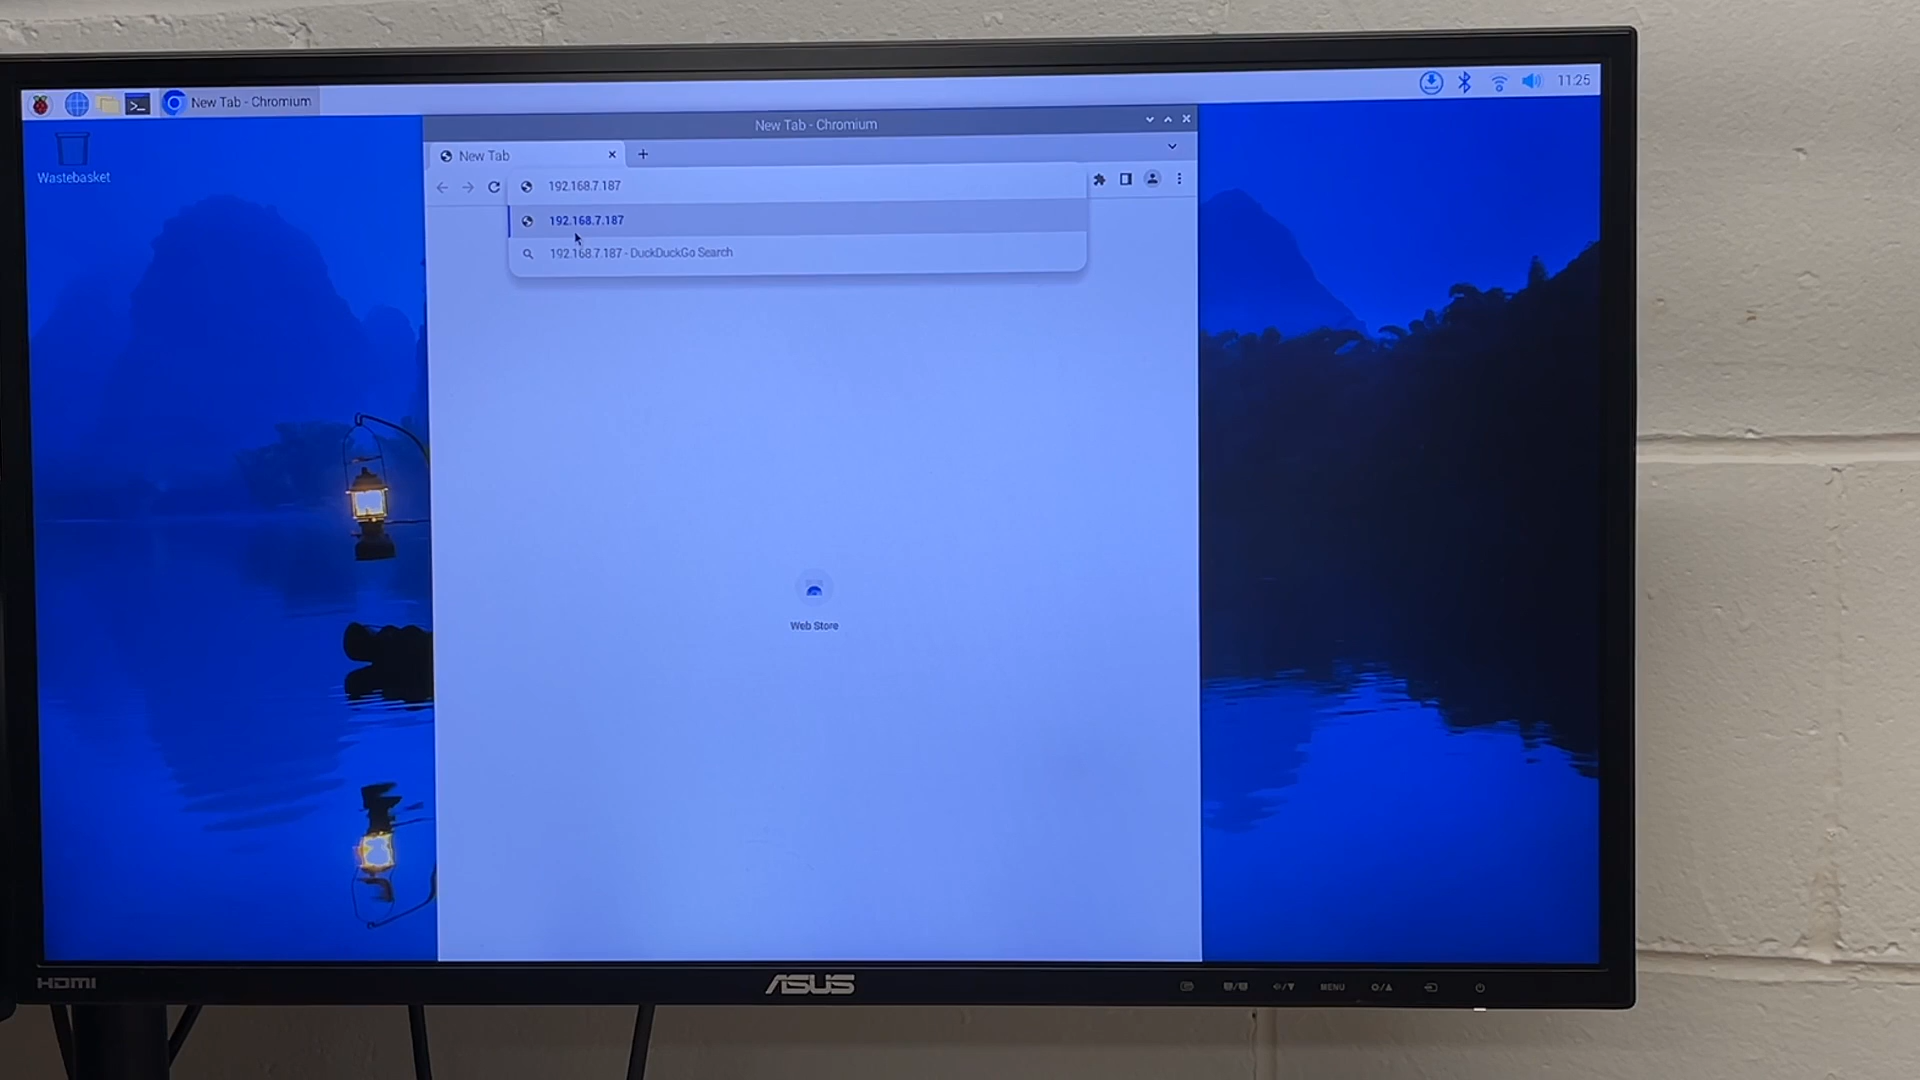 New Tab - Chromium
11:25
New Tab - Chromium
Wastebasket
New Tab
192.168.7.187
192.168.7.187
192.168.7.187 - DuckDuckGo Search
Web Store
HDMI
ASUS
MENU